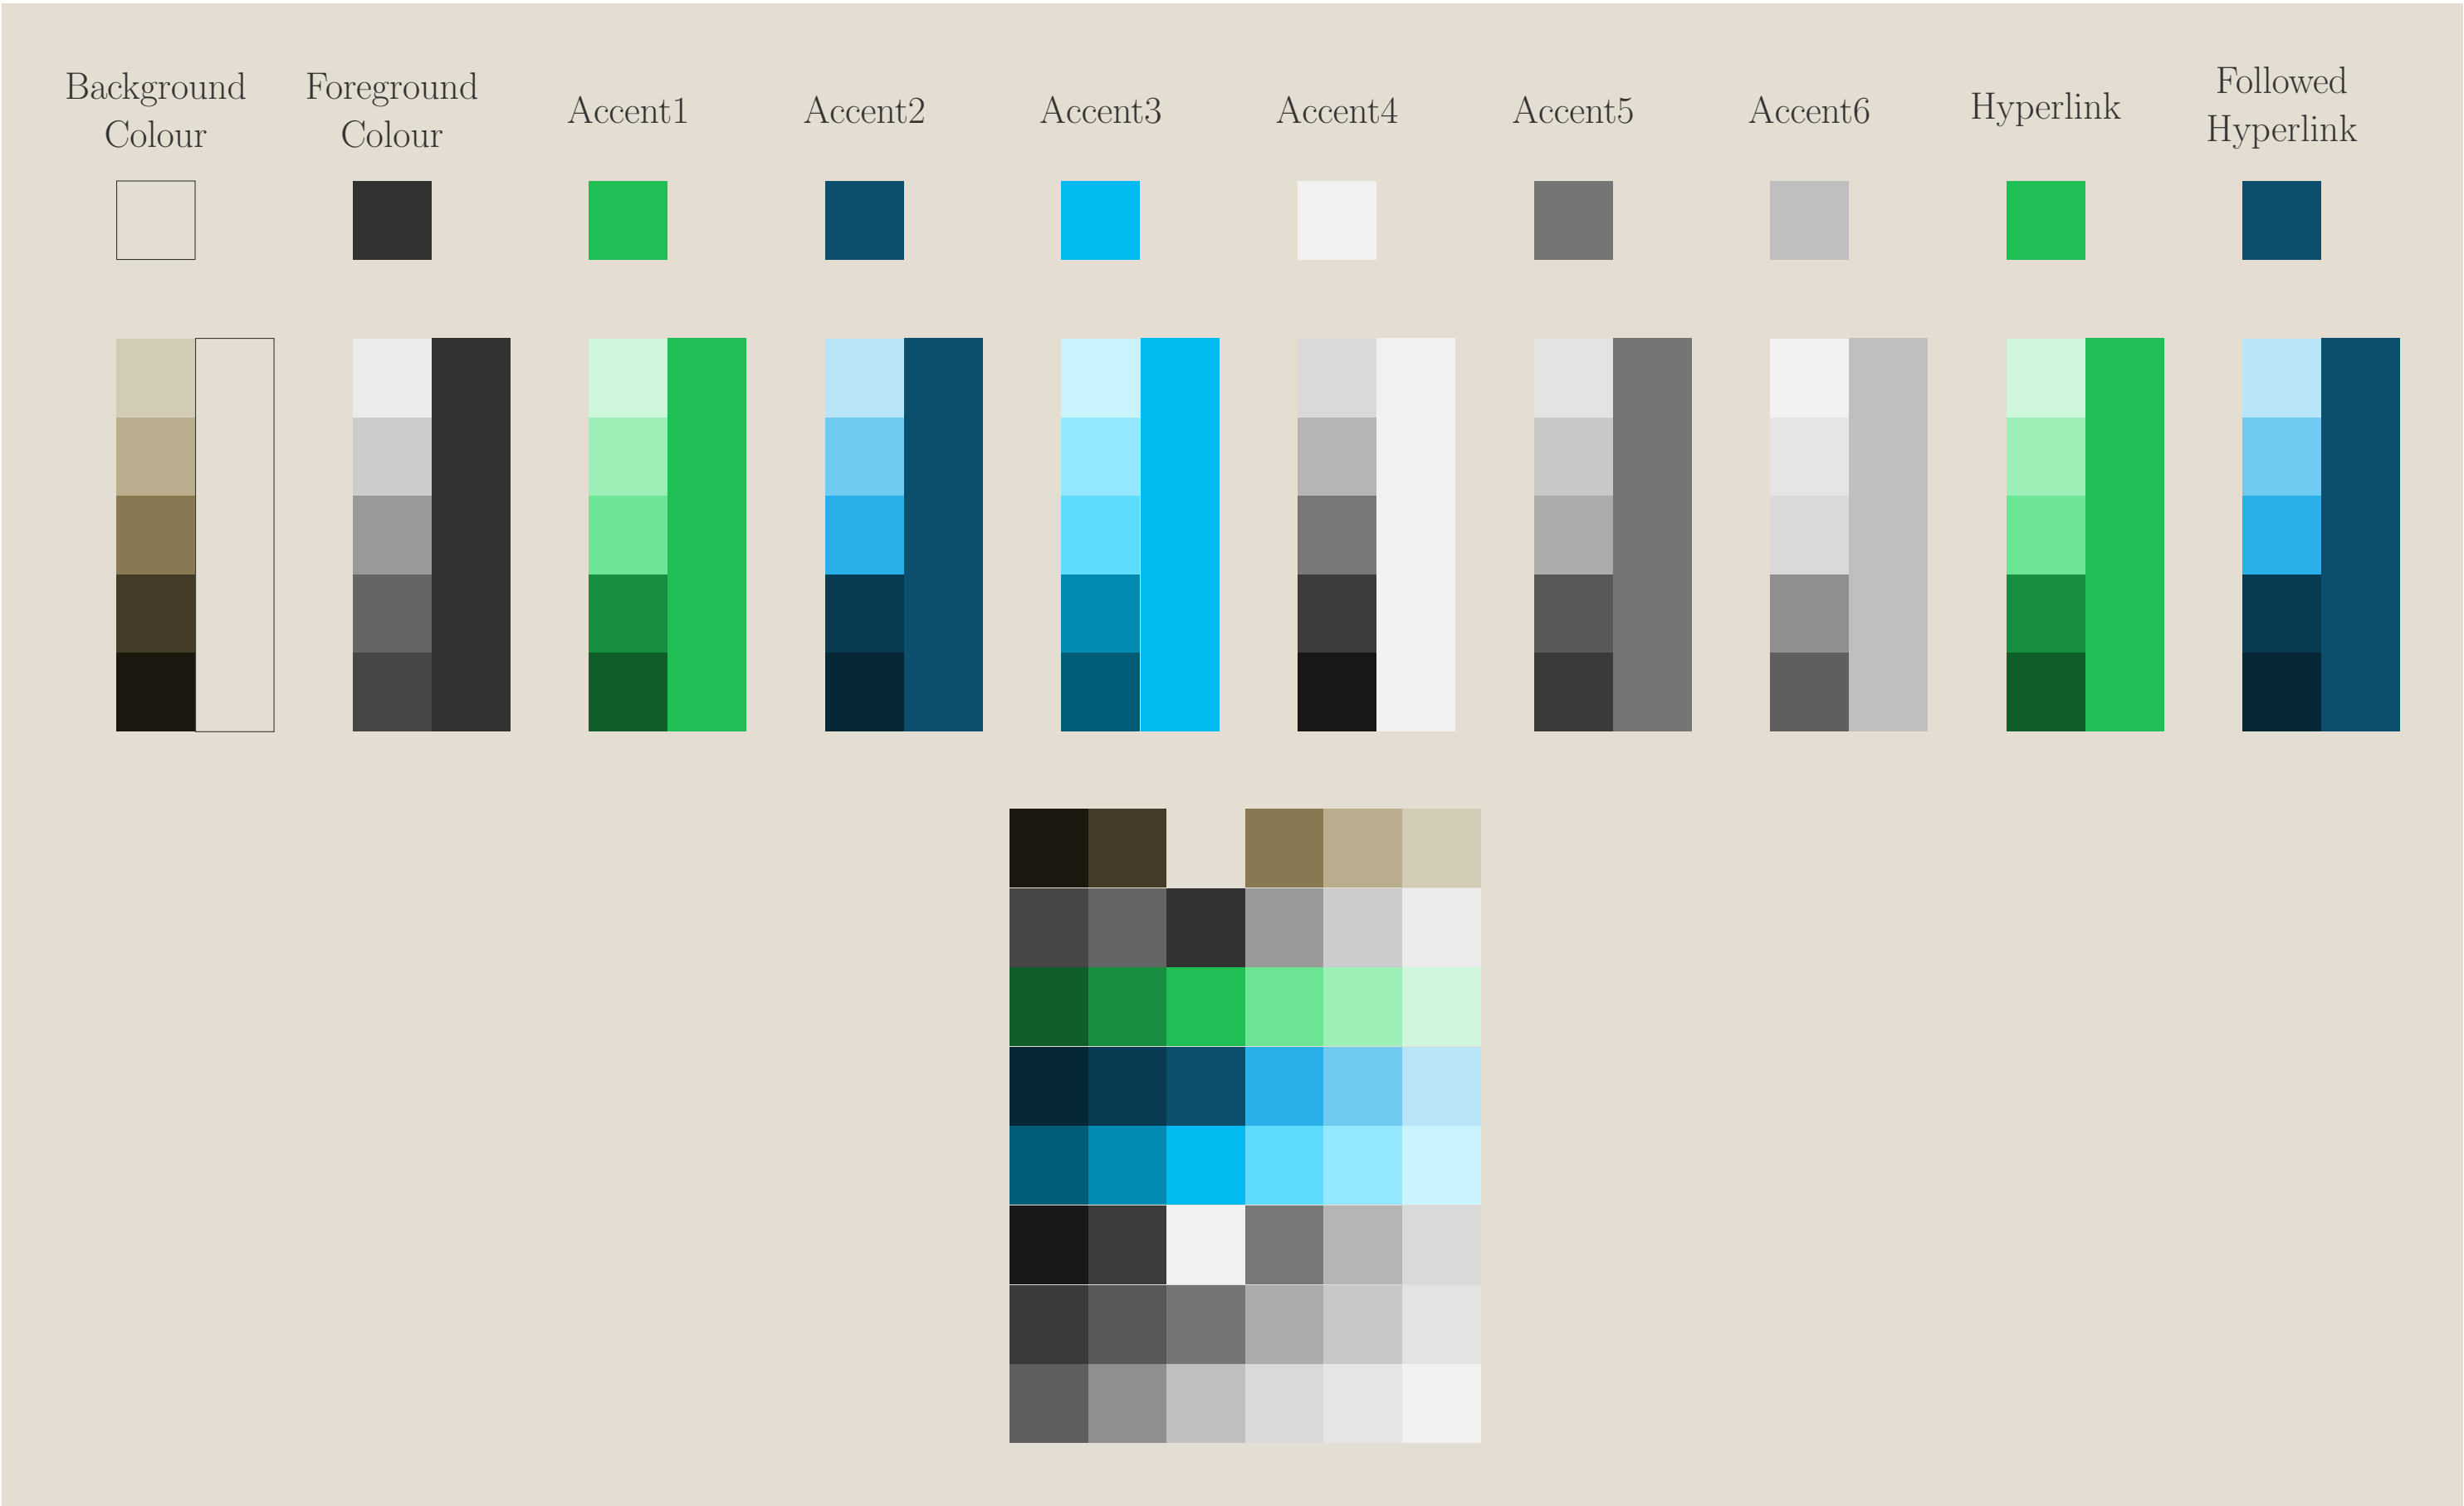 Background
Colour
Foreground
Colour
Accent1
Accent2
Accent3
Accent4
Accent5
Accent6
Hyperlink
Followed
Hyperlink